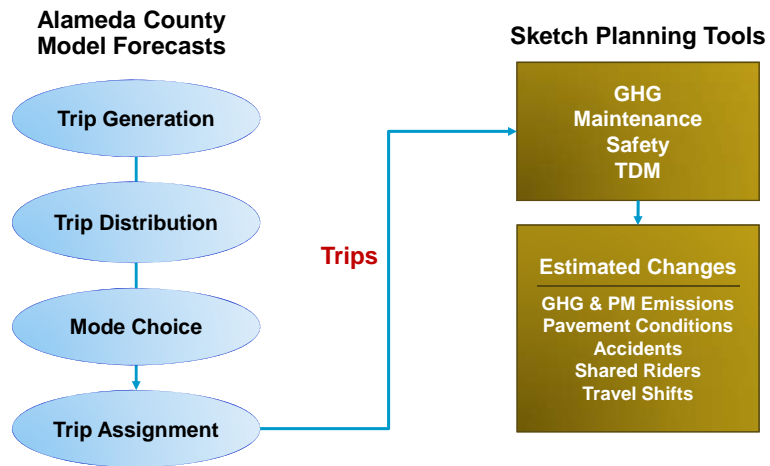 Alameda County
Model Forecasts
Trip Generation
Trip Distribution
Mode Choice
Trip Assignment
Trips
Sketch Planning Tools
GHG
Maintenance
Safety
TDM
Estimated Changes
GHG & PM Emissions
Pavement Conditions
Accidents
Shared Riders
Travel Shifts